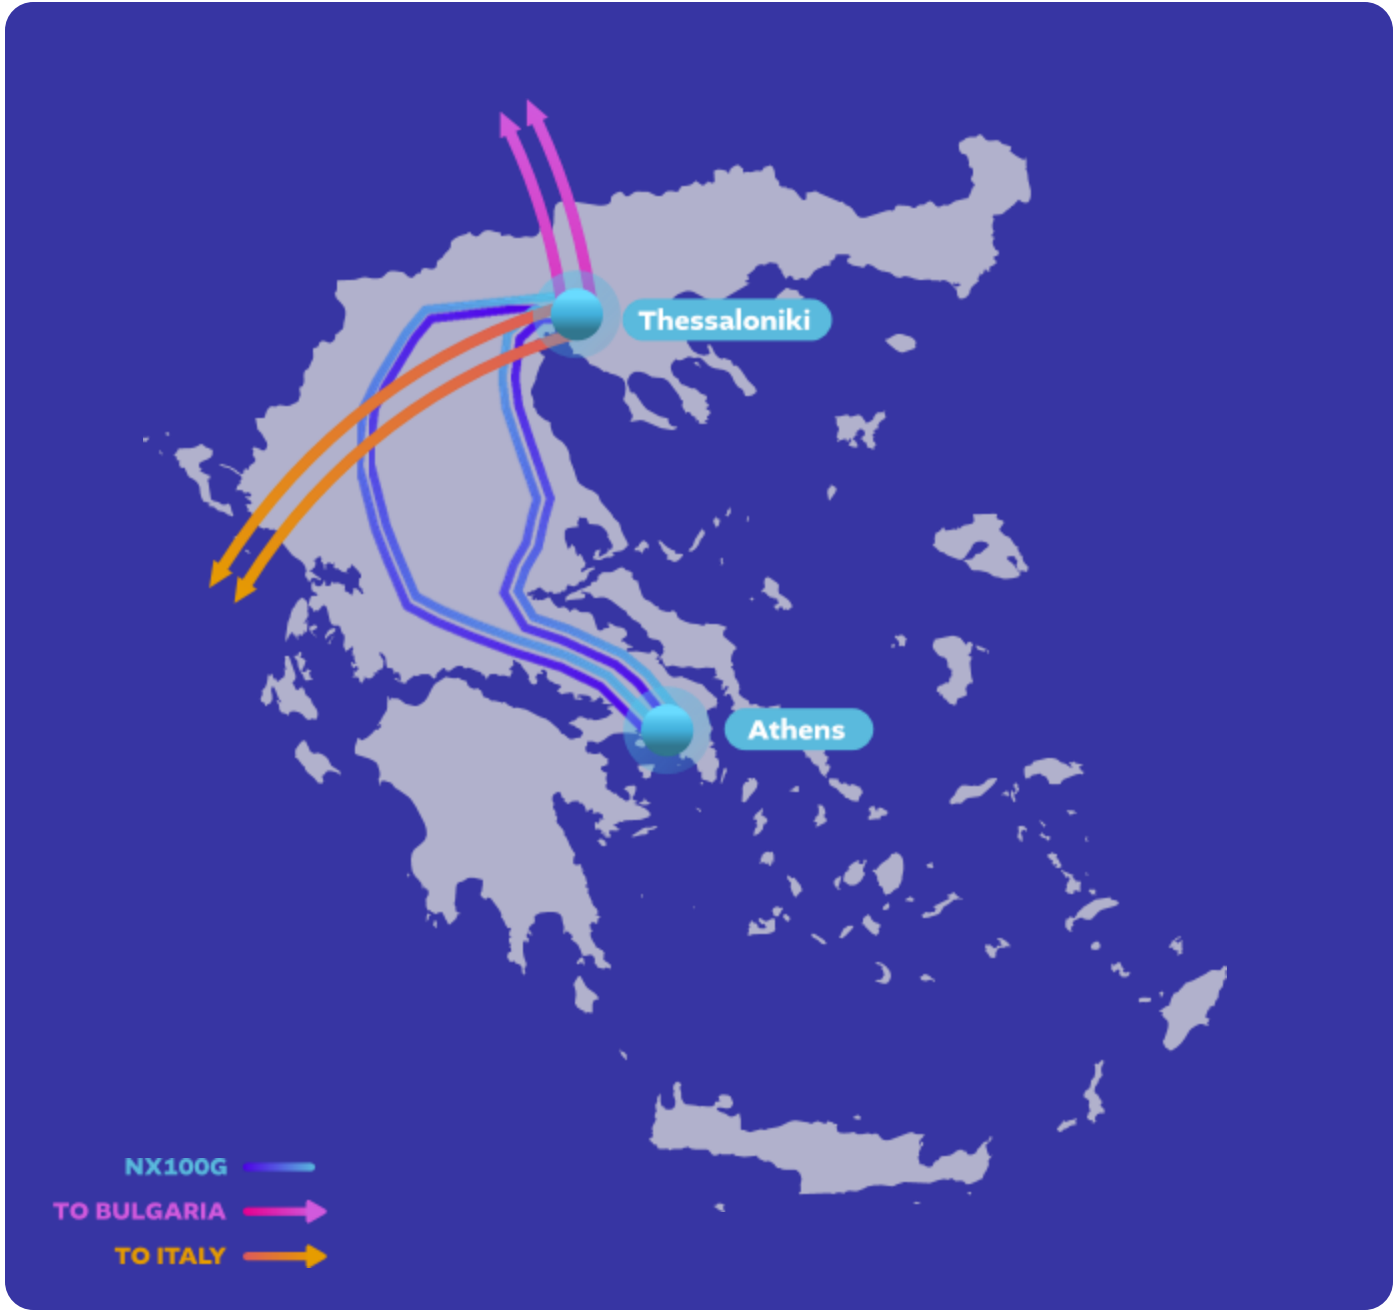 Thessaloniki
Athens
NX100G
TO BULGARIA
TO ITALY